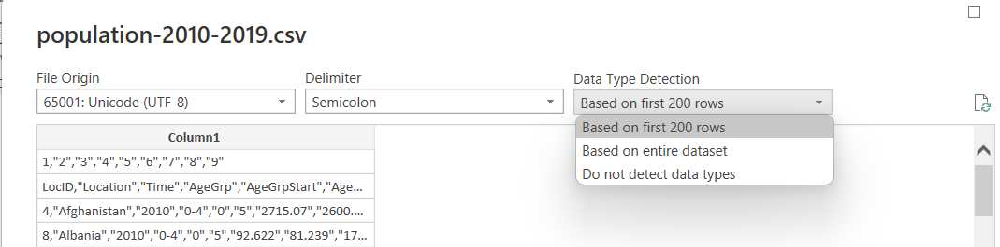 population-2010-2019.csv
File Origin
Delimiter
Data Type Detection
65001: Unicode (UTF-8)
Semicolon
Based on first 200 rows
Based on first 200 rows
Based on entire dataset
Do not detect data types
Column1
1,"2","3","4","5","6","7","8","9"
LocID,"Location","Time","AgeGrp","AgeGrpStart","Age...
4,"Afghanistan","2010","0-4","0","5","2715.07","2600....
8,"Albania","2010","0-4","0","5","92.622","81.239","17...